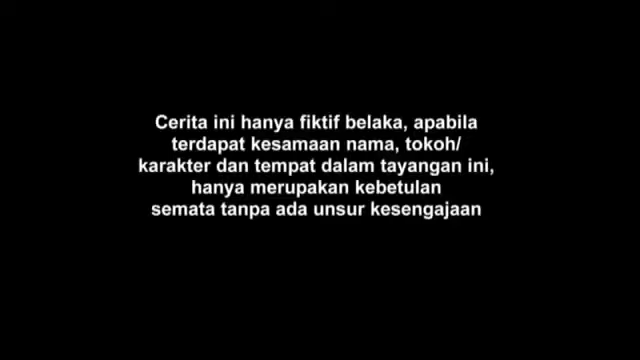 Cerita ini hanya fiktif belaka, apabila
terdapat kesamaan nama, tokoh/
karakter dan tempat dalam tayangan ini,
hanya merupakan kebetulan
semata tanpa ada unsur kesengajaan